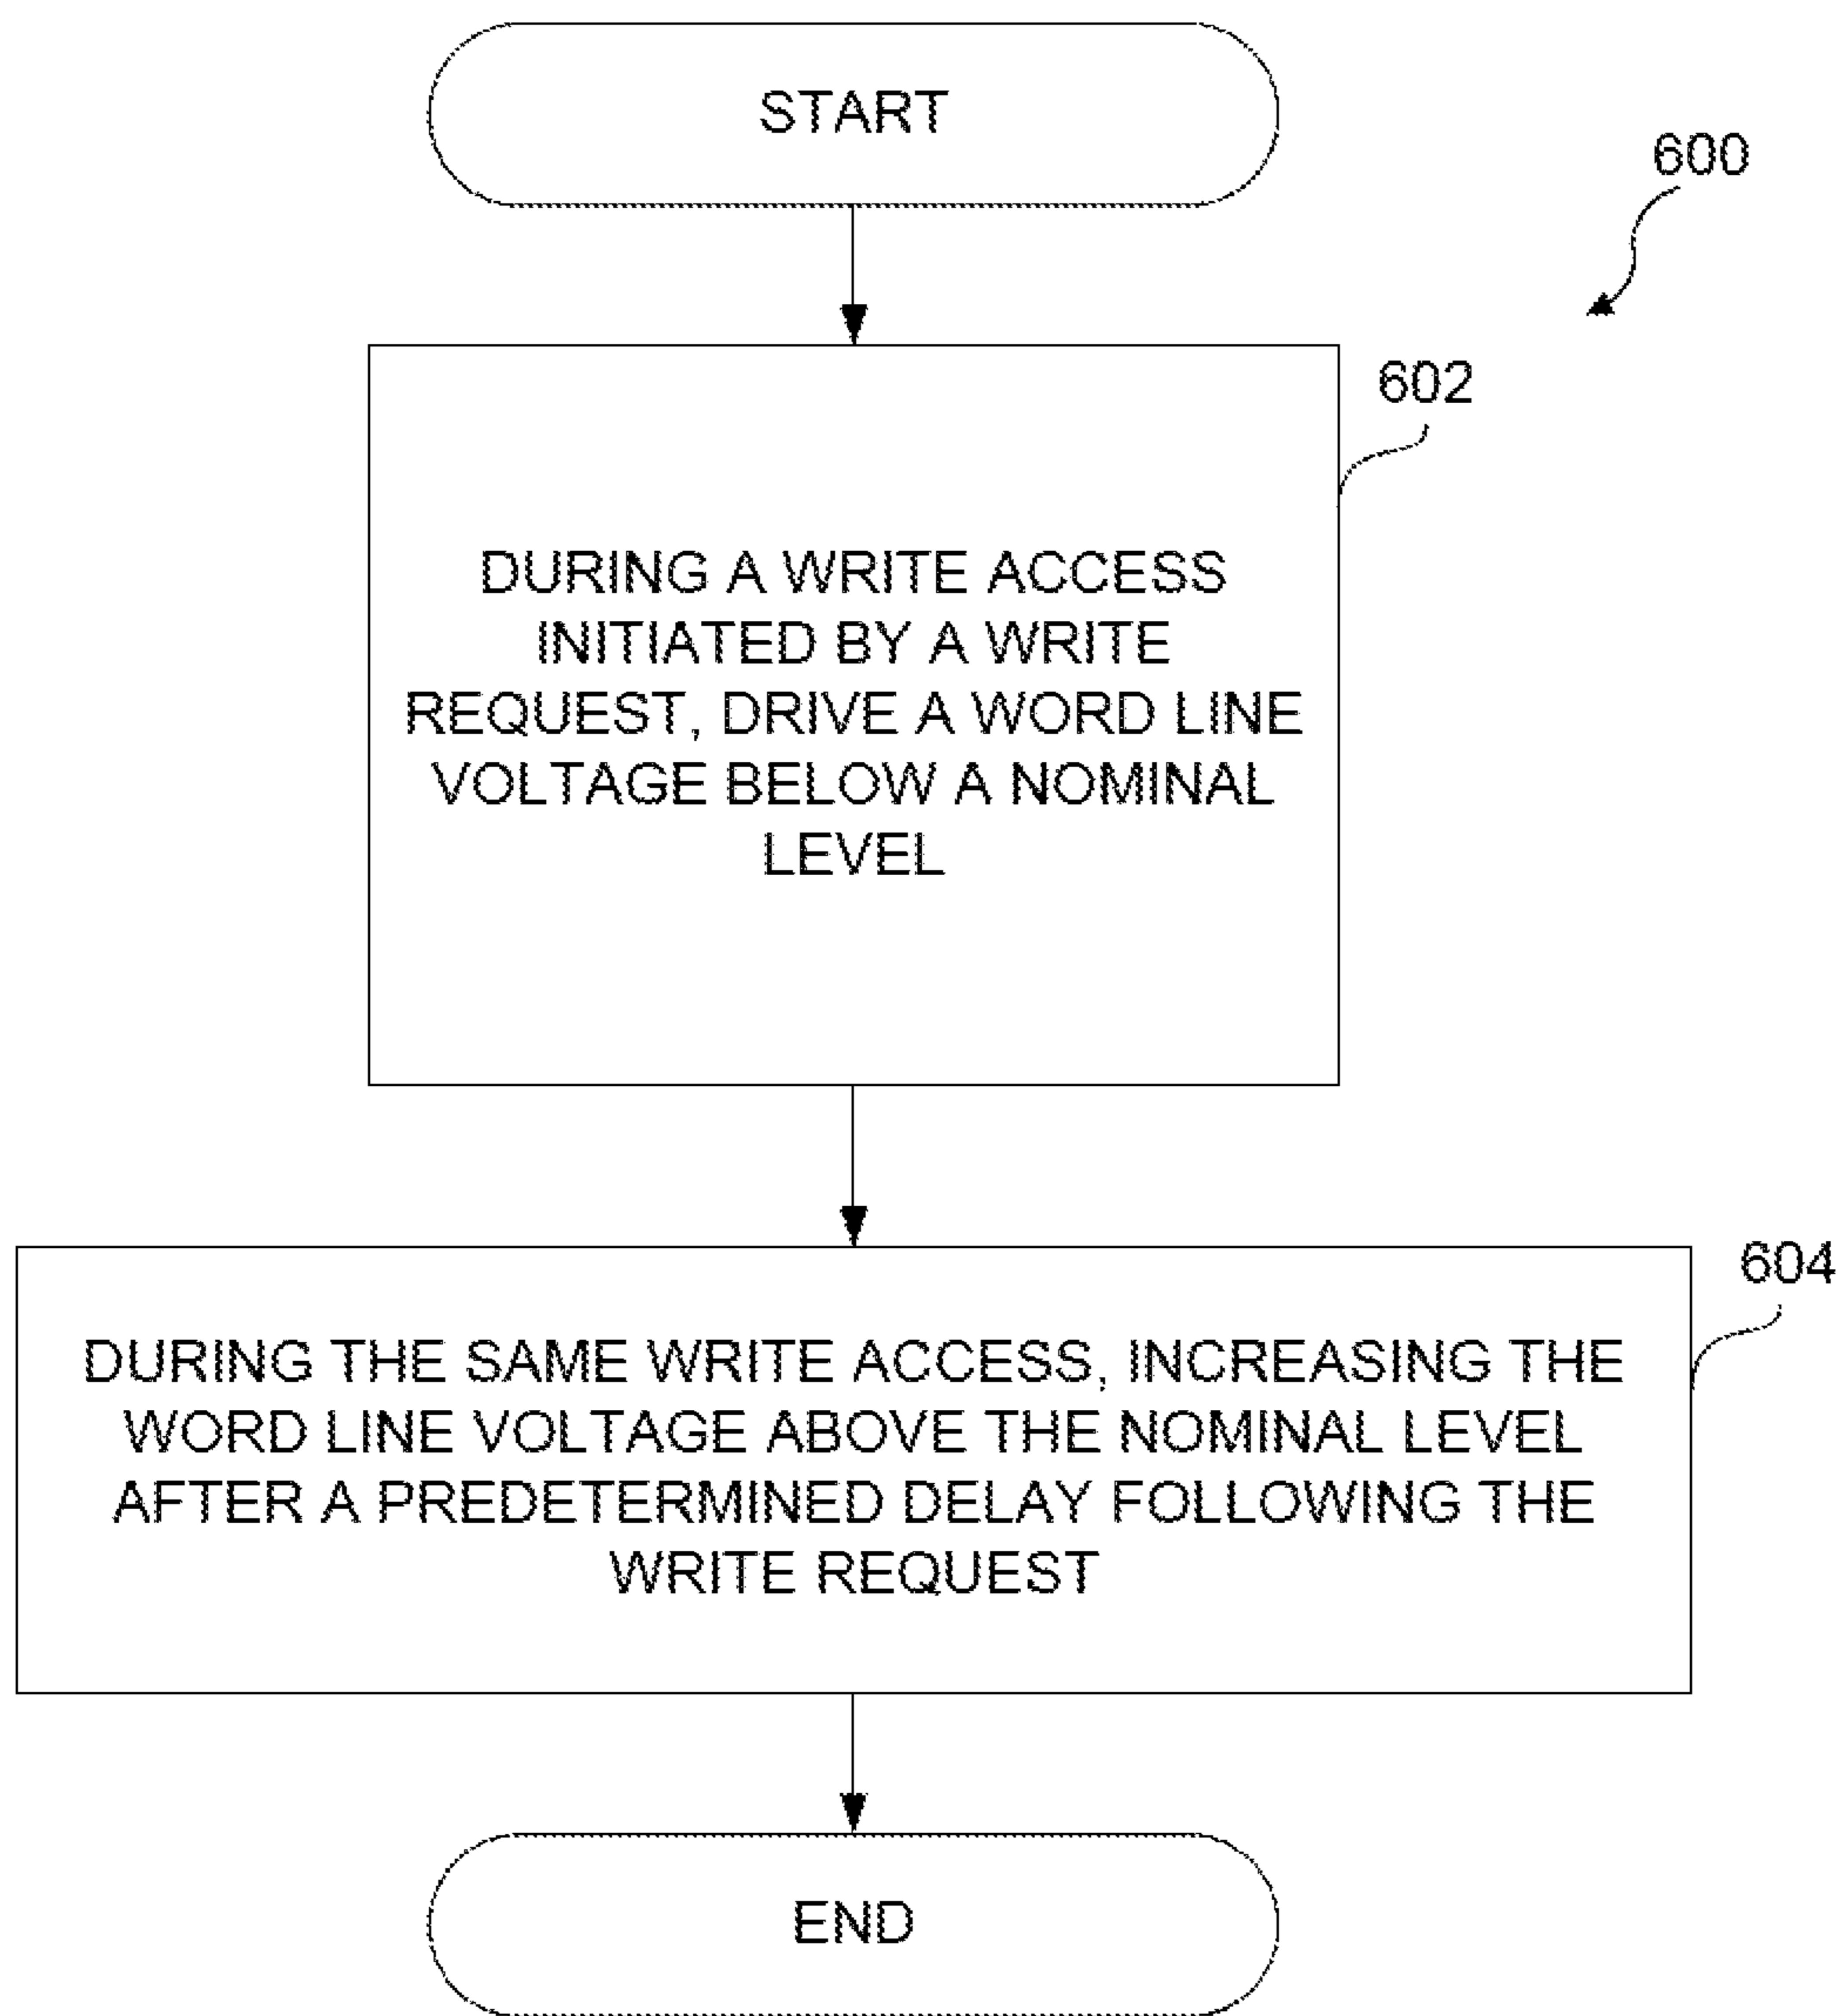 START
600
602
DURING A WRITE ACCESS
INITIATED BY A WRITE
REQUEST, DRIVE A WORD LINE
VOLTAGE BELOW A NOMINAL
LEVEL
604
DURING THE SAME WRITE ACCESS, INCREASING THE
WORD LINE VOLTAGE ABOVE THE NOMINAL LEVEL
AFTER A PREDETERMINED DELAY FOLLOWING THE
WRITE REQUEST
END